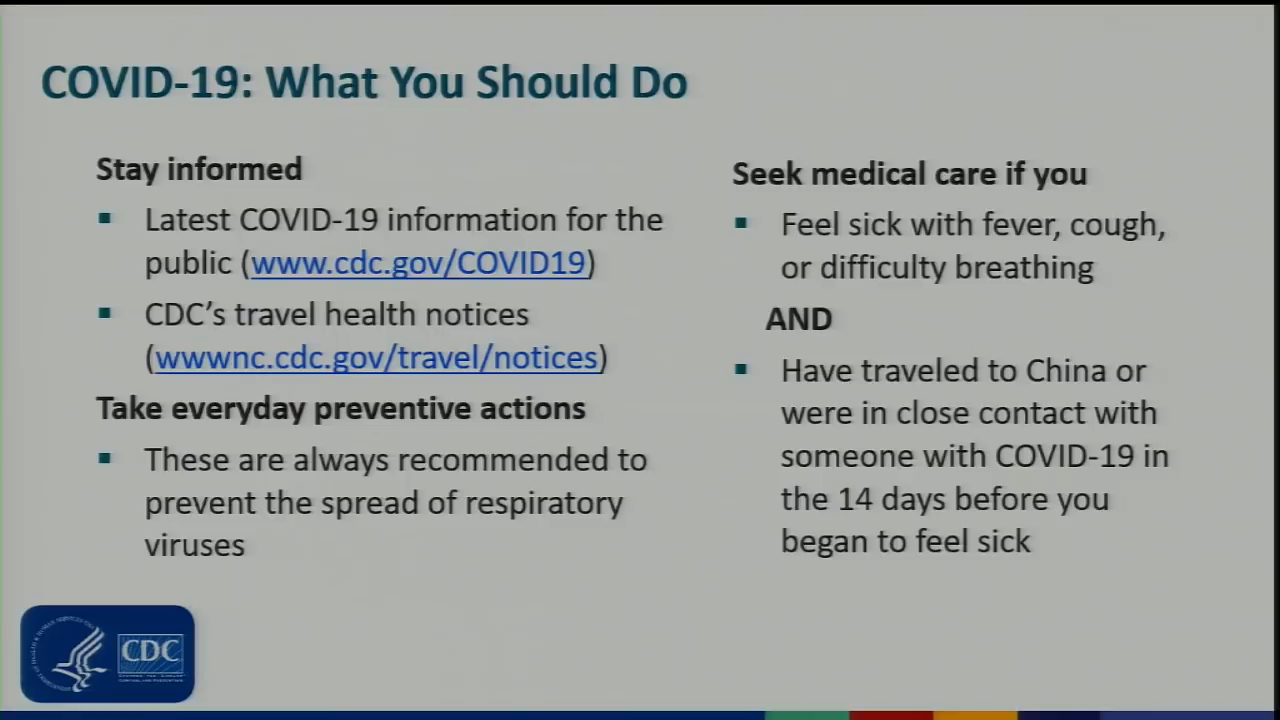 COVID-19: What You Should Do
Stay informed
▪ Latest COVID-19 information for the
public (www.cdc.gov/COVID19)
▪ CDC’s travel health notices
(wwwnc.cdc.gov/travel/notices)
Take everyday preventive actions
▪ These are always recommended to
prevent the spread of respiratory
viruses
Seek medical care if you
▪ Feel sick with fever, cough,
or difficulty breathing
AND
▪ Have traveled to China or
were in close contact with
someone with COVID-19 in
the 14 days before you
began to feel sick
CDC